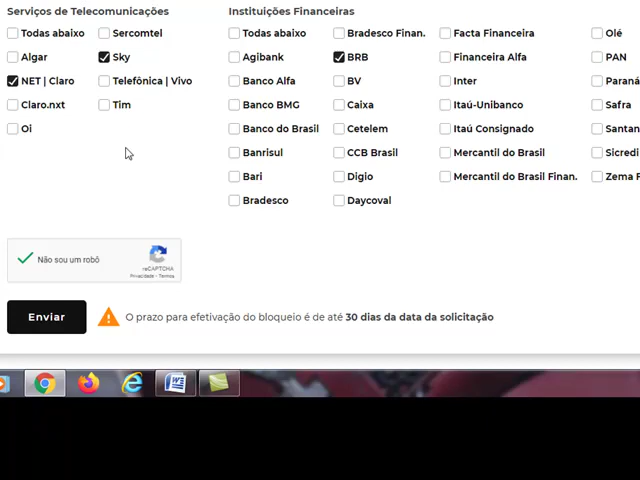 Serviços de Telecomunicações
Todas abaixo Sercomtel
Algar Sky
NET | Claro Telefônica | Vivo
Claro.nxt Tim
Oi
Instituições Financeiras
Todas abaixo Bradesco Finan. Facta Financeira Olé
Agibank BRB Financeira Alfa PAN
Banco Alfa BV Inter Paraná
Banco BMG Caixa Itaú-Unibanco Safra
Banco do Brasil Cetelem Itaú Consignado Santan
Banrisul CCB Brasil Mercantil do Brasil Sicredi
Bari Digio Mercantil do Brasil Finan. Zema F
Bradesco Daycoval
Não sou um robô
reCAPTCHA
Privacidade - Termos
Enviar
O prazo para efetivação do bloqueio é de até 30 dias da data da solicitação